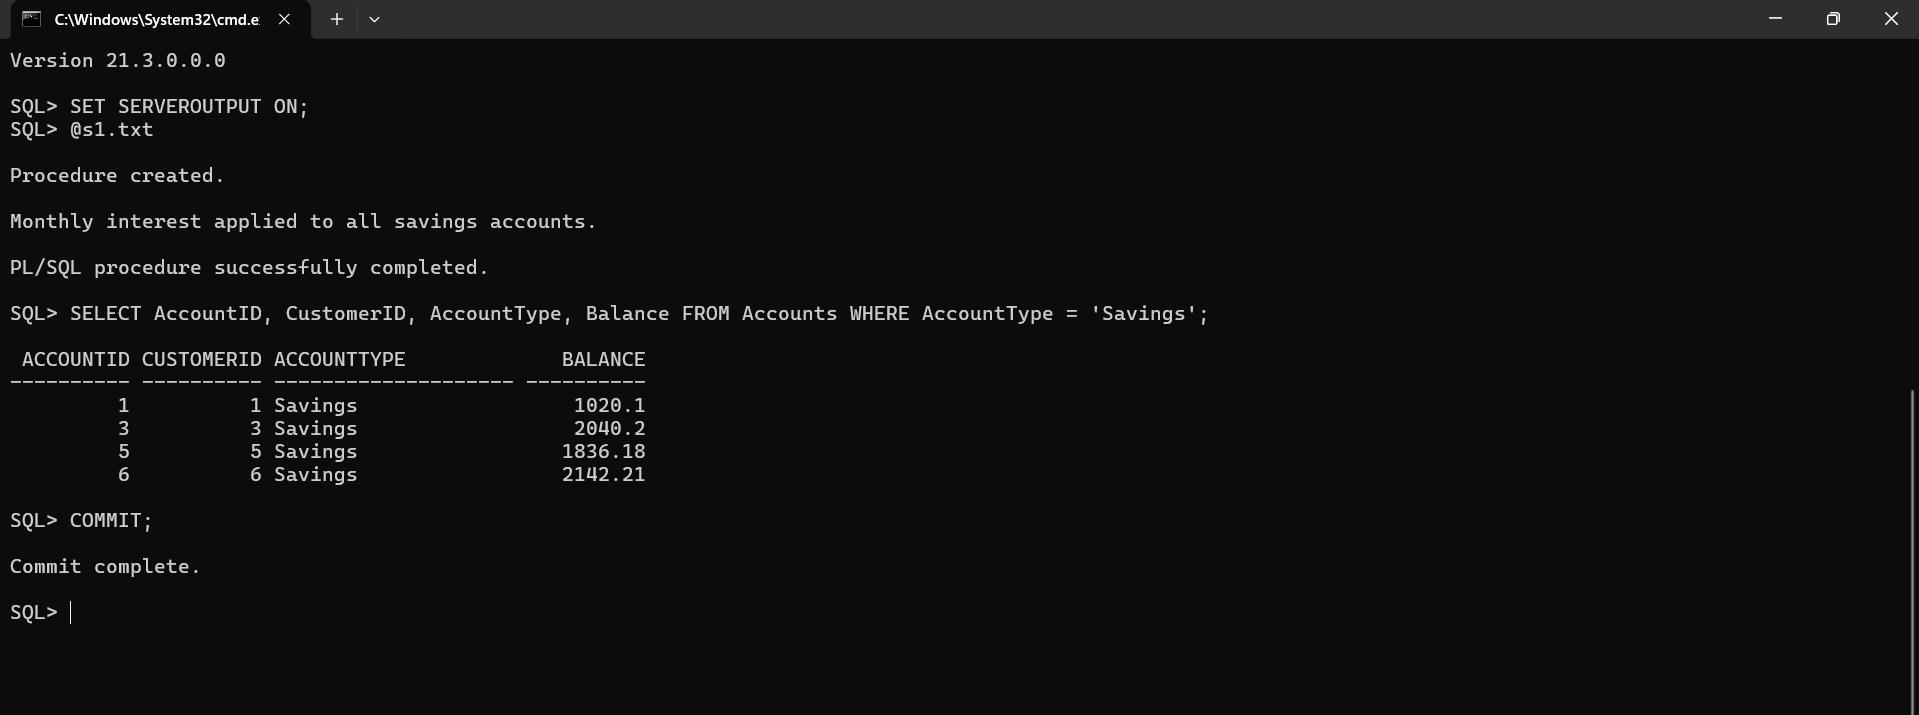 C:\Windows\System32\cmd.e
Version 21.3.0.0.0
SQL> SET SERVEROUTPUT ON;
SQL> @s1.txt
Procedure created.
Monthly interest applied to all savings accounts.
PL/SQL procedure successfully completed.
SQL> SELECT AccountID, CustomerID, AccountType, Balance FROM Accounts WHERE AccountType = 'Savings';
 ACCOUNTID CUSTOMERID ACCOUNTTYPE             BALANCE
---------- ---------- -------------------- ----------
         1          1 Savings                  1020.1
         3          3 Savings                  2040.2
         5          5 Savings                 1836.18
         6          6 Savings                 2142.21
SQL> COMMIT;
Commit complete.
SQL>